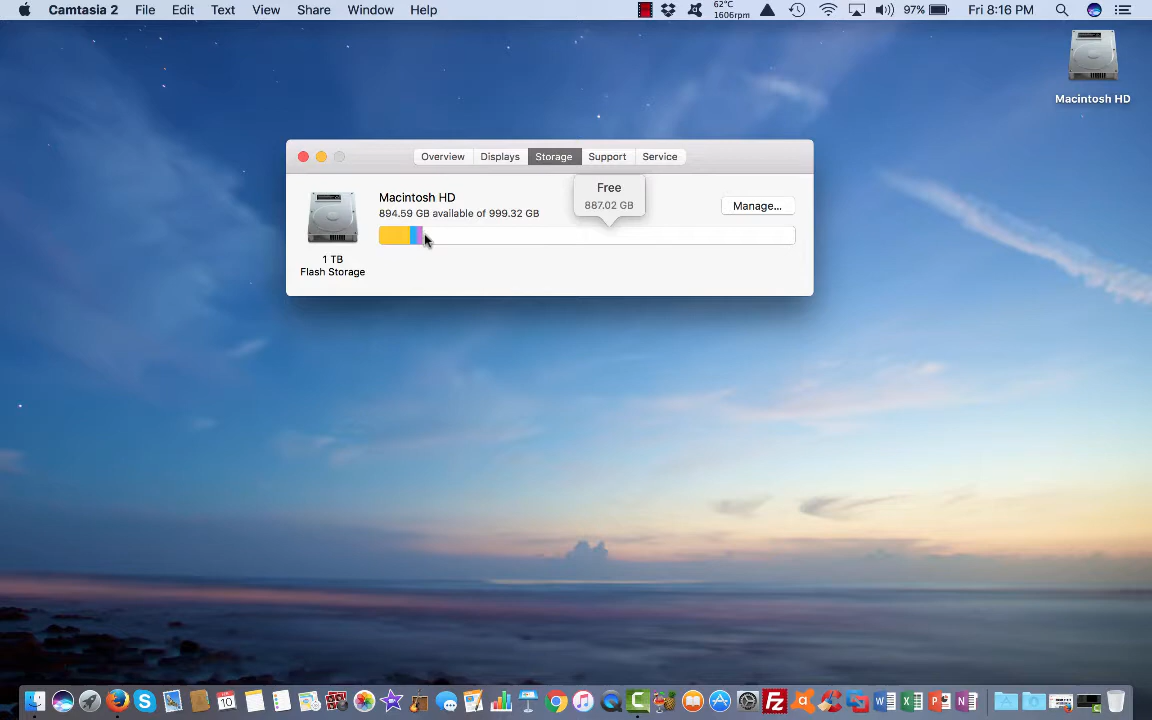 Camtasia 2 File Edit Text View Share Window Help 62°C 1606rpm 97% Fri 8:16 PM
Macintosh HD
Overview Displays Storage Support Service
Free
887.02 GB
Macintosh HD
894.59 GB available of 999.32 GB
Manage...
1 TB
Flash Storage